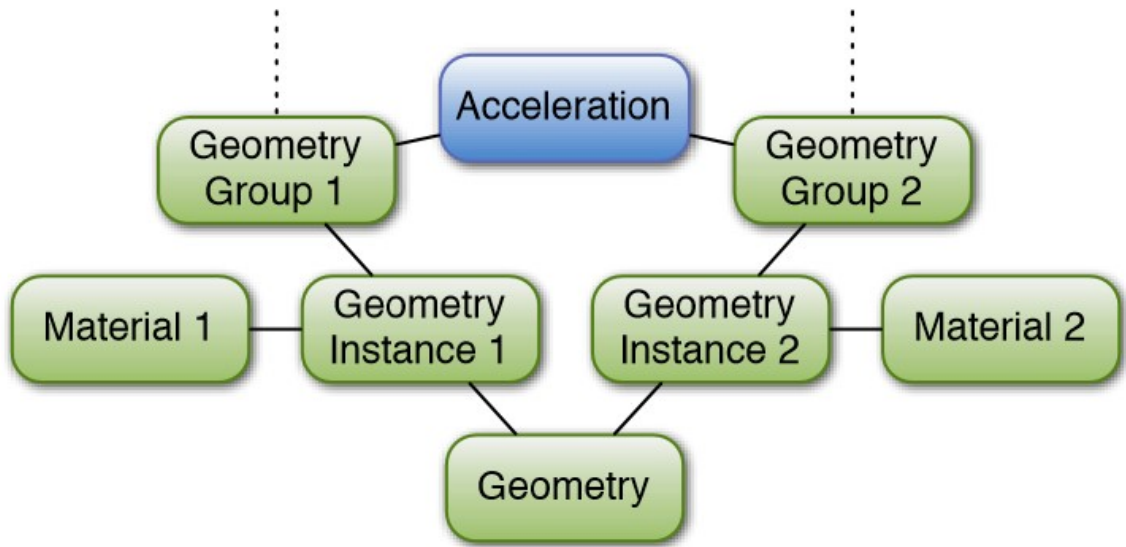 Acceleration
Geometry
Group 1
Geometry
Group 2
Material 1
Geometry
Instance 1
Geometry
Instance 2
Material 2
Geometry